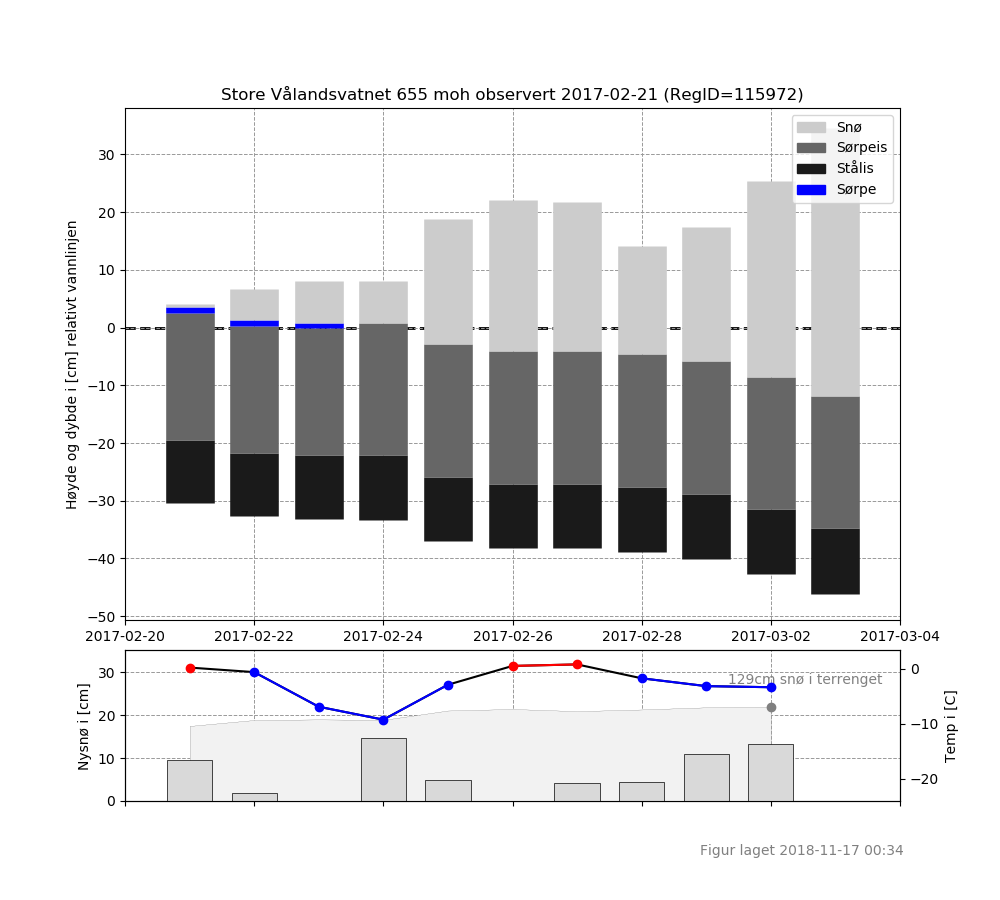 Store Vålandsvatnet 655 moh observert 2017-02-21 (RegID=115972)
Snø
Sørpeis
Stålis
Sørpe
Høyde og dybde i [cm] relativt vannlinjen
30
20
10
0
−10
−20
−30
−40
−50
2017-02-20 2017-02-22 2017-02-24 2017-02-26 2017-02-28 2017-03-02 2017-03-04
Nysnø i [cm]
30
20
10
0
129cm snø i terrenget
0
−10
−20
Temp i [C]
Figur laget 2018-11-17 00:34